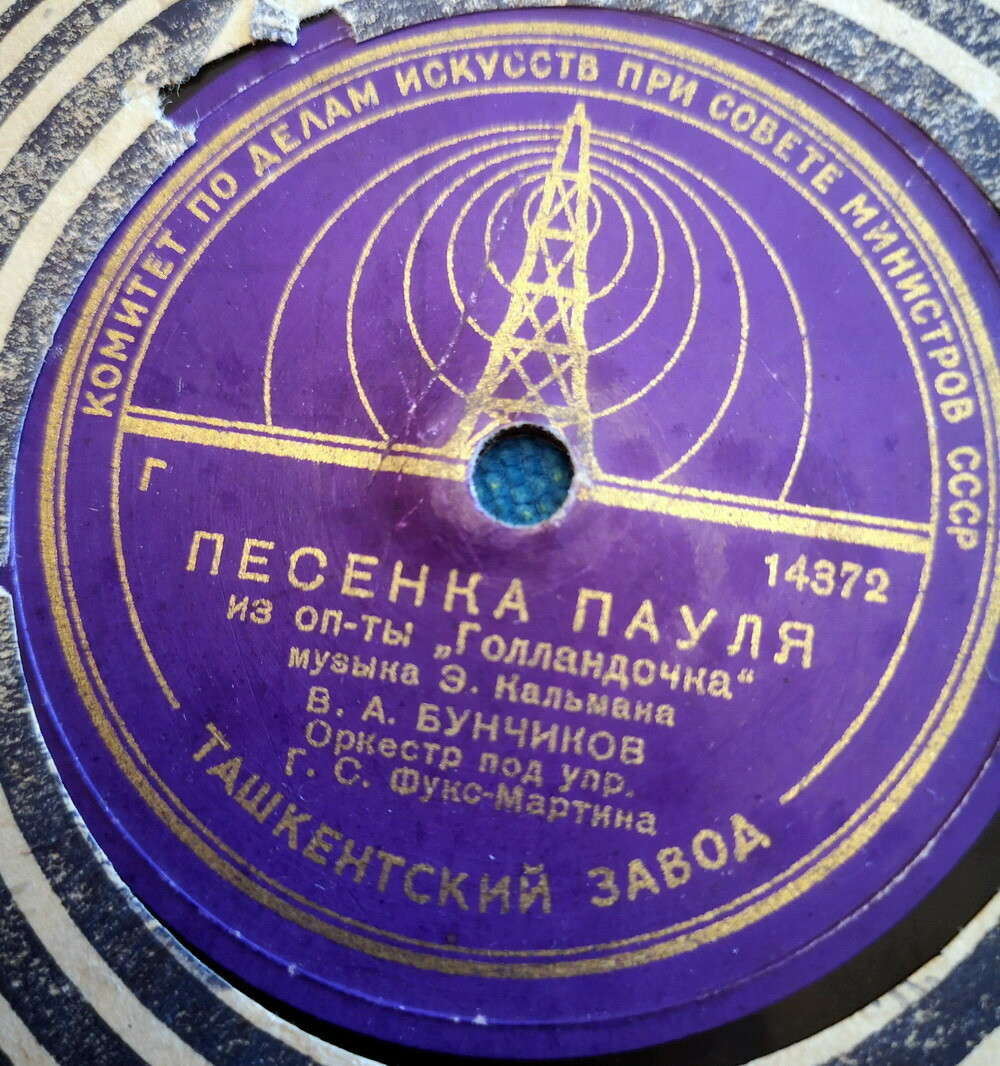 КОМИТЕТ ПО ДЕЛАМ ИСКУССТВ ПРИ СОВЕТЕ МИНИСТРОВ СССР
Г
14372
ПЕСЕНКА ПАУЛЯ
из оп-ты „Голландочка“
музыка Э. Кальмана
В. А. БУНЧИКОВ
Оркестр под упр.
Г. С. Фукс-Мартина
ТАШКЕНТСКИЙ ЗАВОД